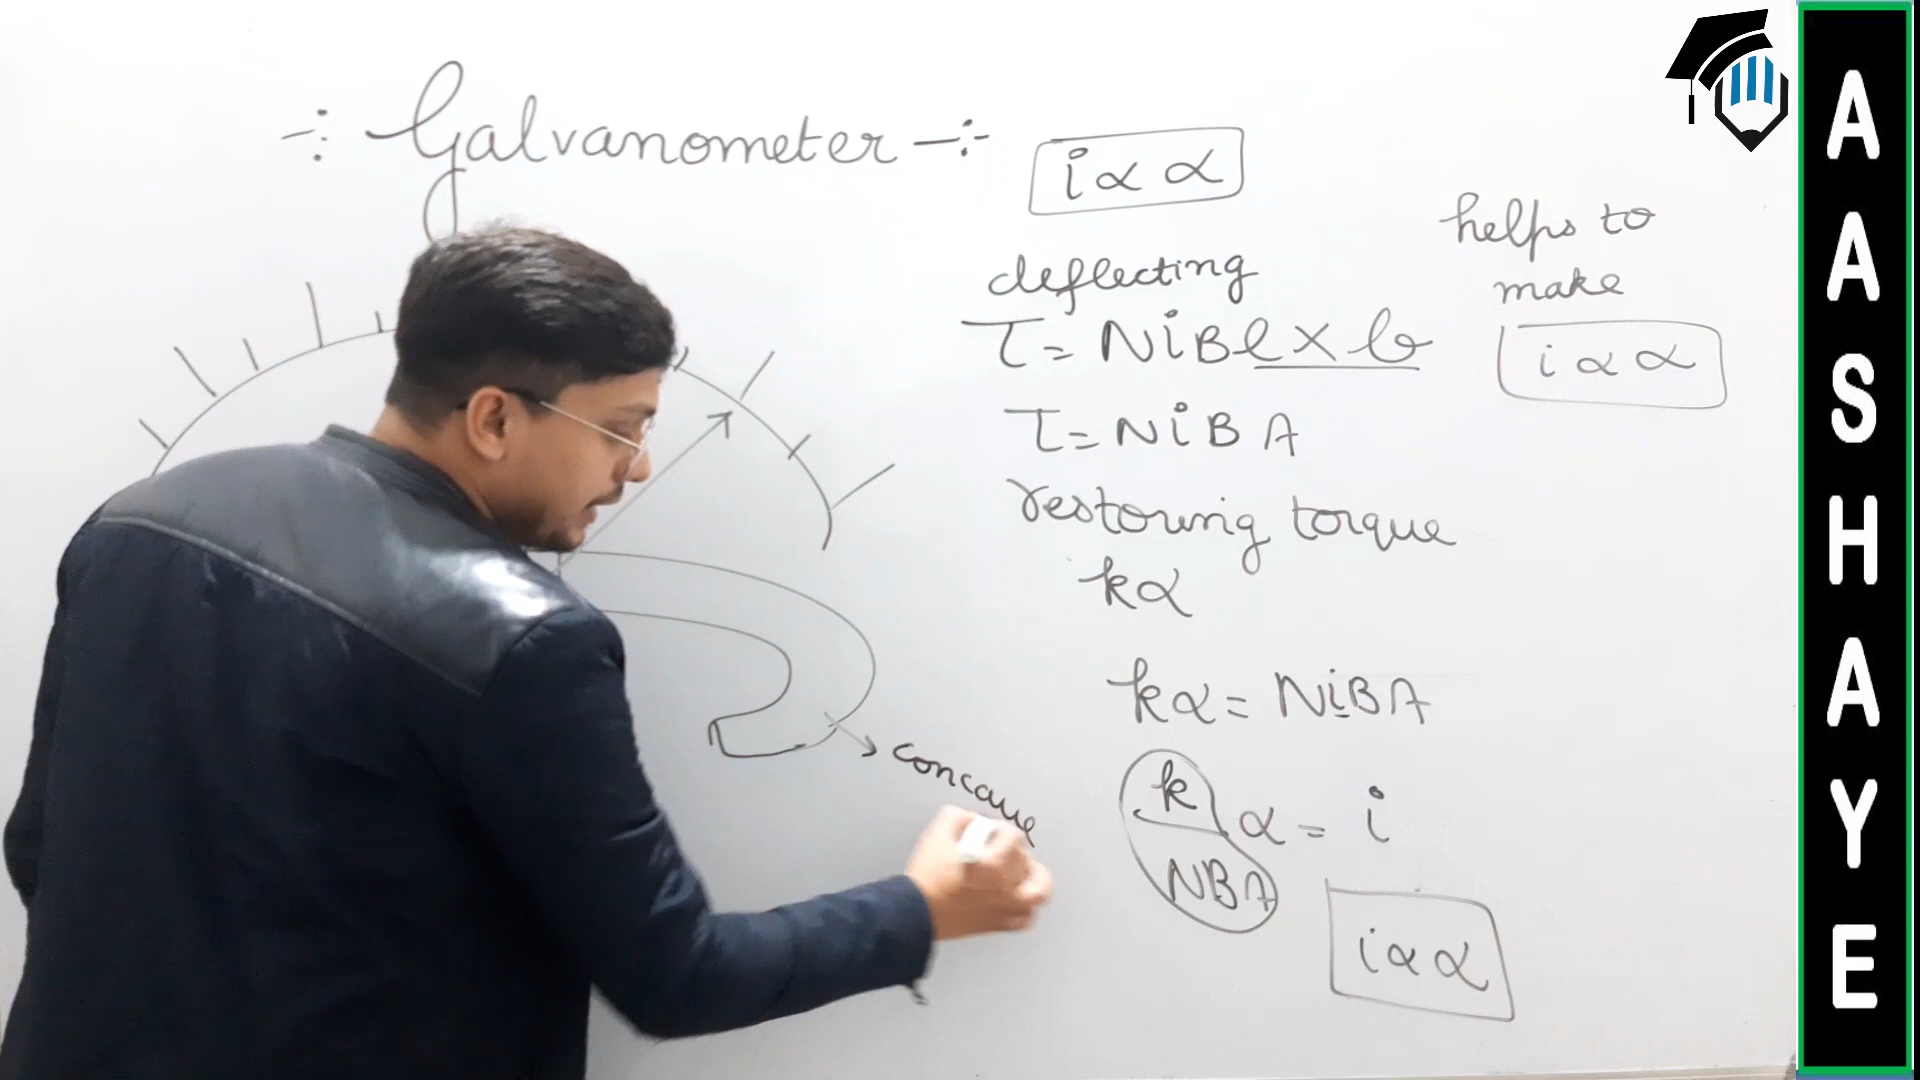 -:- Galvanometer -:-
i ∝ α
helps to
make
i ∝ α
deflecting
τ = NiBl × b
τ = NiBA
restoring torque
kα
kα = NiBA
k/NBA α = i
i ∝ α
concave
AASHAYE